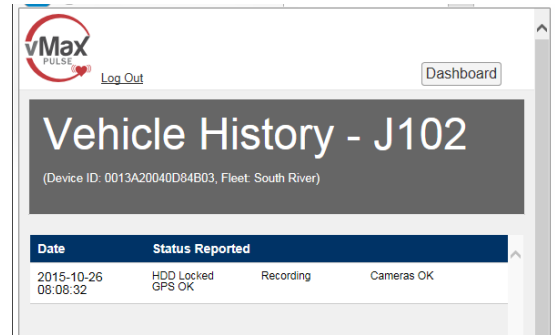 vMax
PULSE
Log Out
Dashboard
Vehicle History - J102
(Device ID: 0013A20040D84B03, Fleet: South River)
Date Status Reported
2015-10-26 HDD Locked Recording Cameras OK
08:08:32 GPS OK